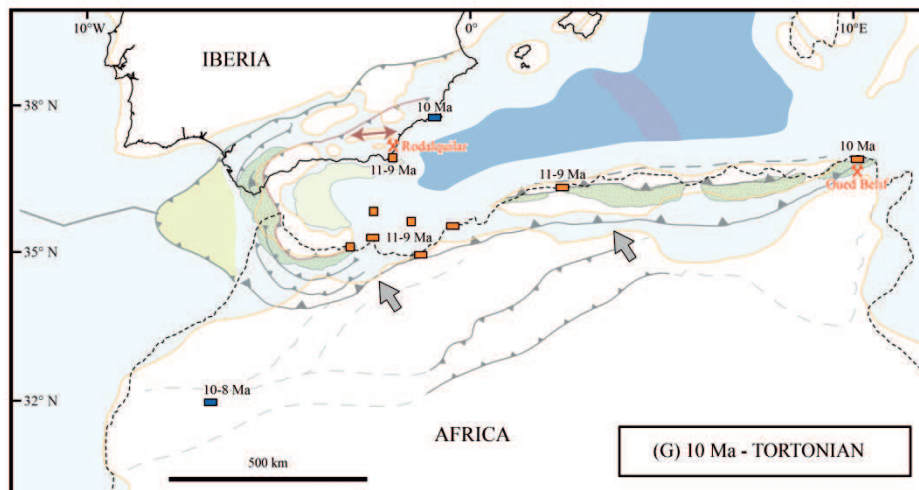 10°W
0°
10°E
IBERIA
38° N
10 Ma
Rodalquilar
11-9 Ma
10 Ma
11-9 Ma
Oued Belif
11-9 Ma
35° N
10-8 Ma
32° N
AFRICA
500 km
(G) 10 Ma - TORTONIAN